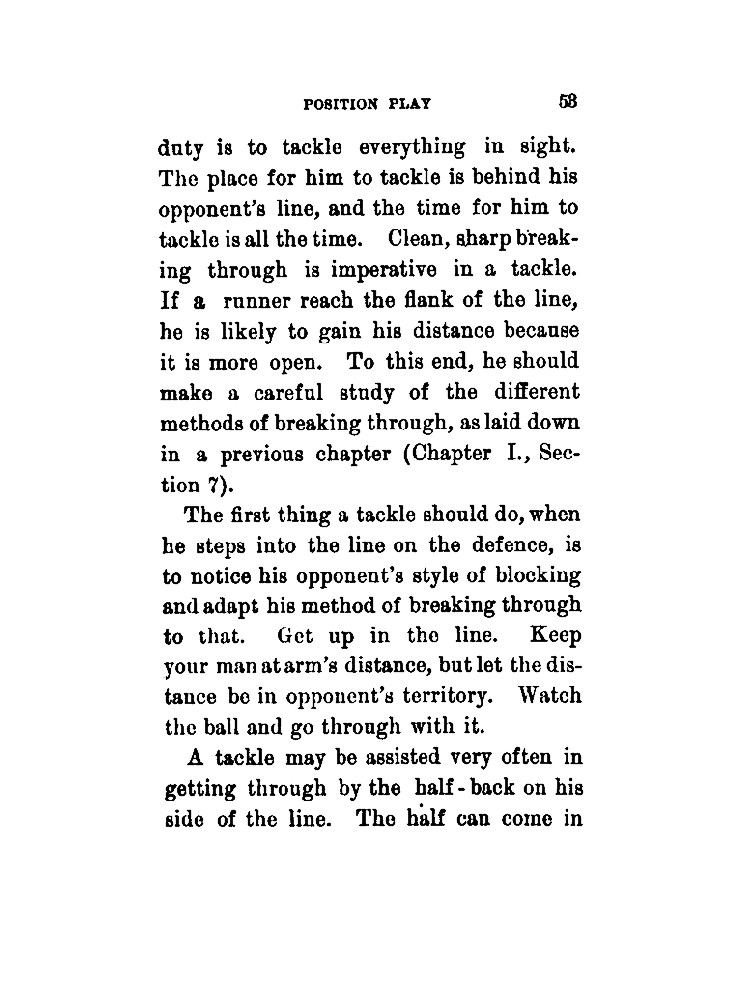 POSITION PLAY 53
duty is to tackle everything in sight.
The place for him to tackle is behind his
opponent's line, and the time for him to
tackle is all the time. Clean, sharp break-
ing through is imperative in a tackle.
If a runner reach the flank of the line,
he is likely to gain his distance because
it is more open. To this end, he should
make a careful study of the different
methods of breaking through, as laid down
in a previous chapter (Chapter I., Sec-
tion 7).
The first thing a tackle should do, when
he steps into the line on the defence, is
to notice his opponent's style of blocking
and adapt his method of breaking through
to that. Get up in the line. Keep
your man at arm's distance, but let the dis-
tance be in opponent's territory. Watch
the ball and go through with it.
A tackle may be assisted very often in
getting through by the half-back on his
side of the line. The half can come in